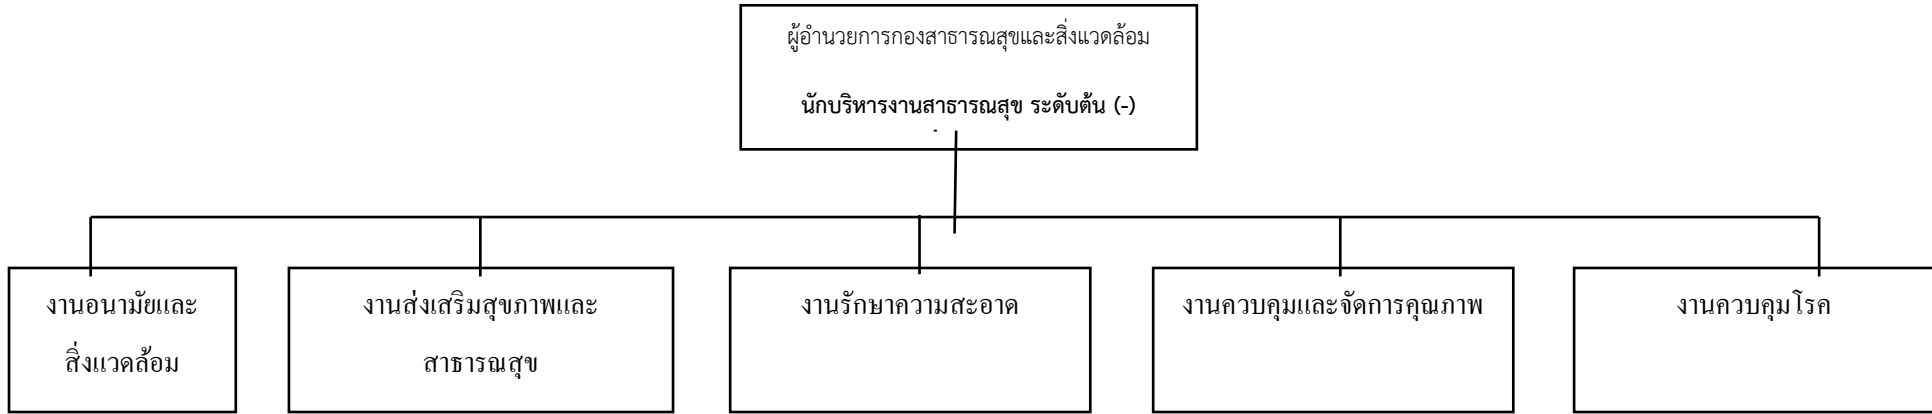 ผู้อำนวยการกองสาธารณสุขและสิ่งแวดล้อม
นักบริหารงานสาธารณสุข ระดับต้น (-)
งานอนามัยและ
สิ่งแวดล้อม
งานส่งเสริมสุขภาพและ
สาธารณสุข
งานรักษาความสะอาด
งานควบคุมและจัดการคุณภาพ
งานควบคุมโรค